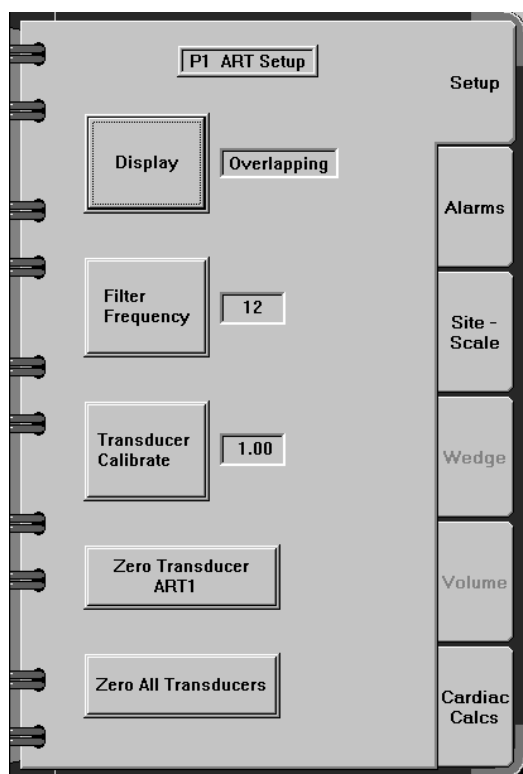 P1 ART Setup
Setup
Display
Overlapping
Alarms
Filter
Frequency
12
Site -
Scale
Transducer
Calibrate
1.00
Wedge
Zero Transducer
ART1
Volume
Zero All Transducers
Cardiac
Calcs